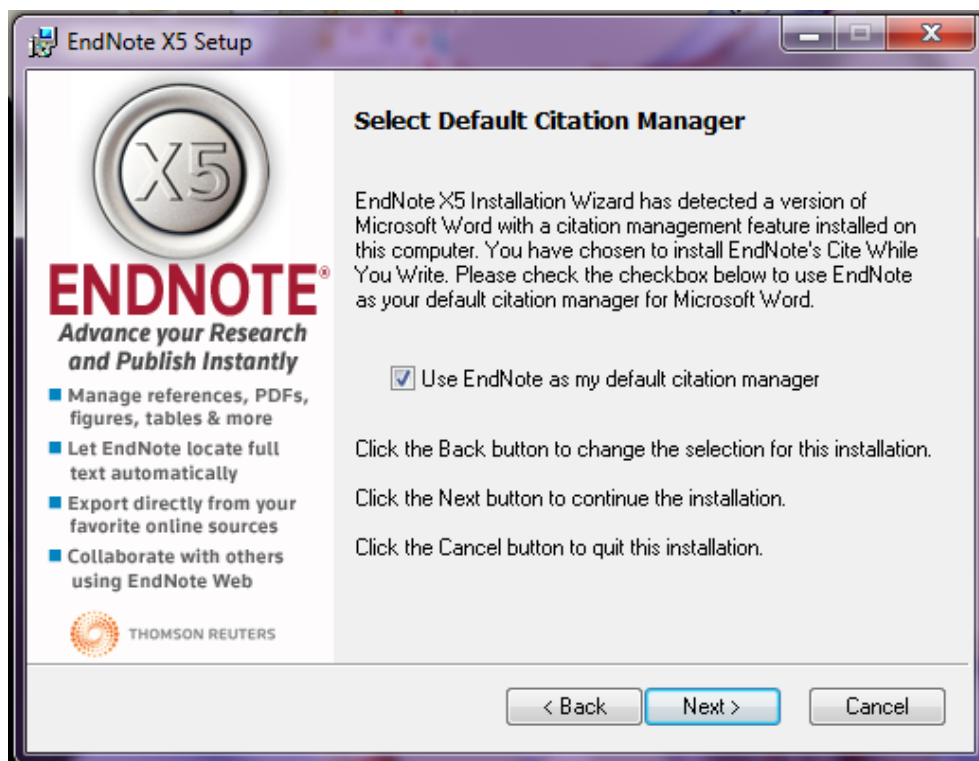 EndNote X5 Setup
X5
ENDNOTE®
Advance your Research
and Publish Instantly
Manage references, PDFs,
figures, tables & more
Let EndNote locate full
text automatically
Export directly from your
favorite online sources
Collaborate with others
using EndNote Web
THOMSON REUTERS
Select Default Citation Manager
EndNote X5 Installation Wizard has detected a version of
Microsoft Word with a citation management feature installed on
this computer. You have chosen to install EndNote's Cite While
You Write. Please check the checkbox below to use EndNote
as your default citation manager for Microsoft Word.
Use EndNote as my default citation manager
Click the Back button to change the selection for this installation.
Click the Next button to continue the installation.
Click the Cancel button to quit this installation.
< Back
Next >
Cancel